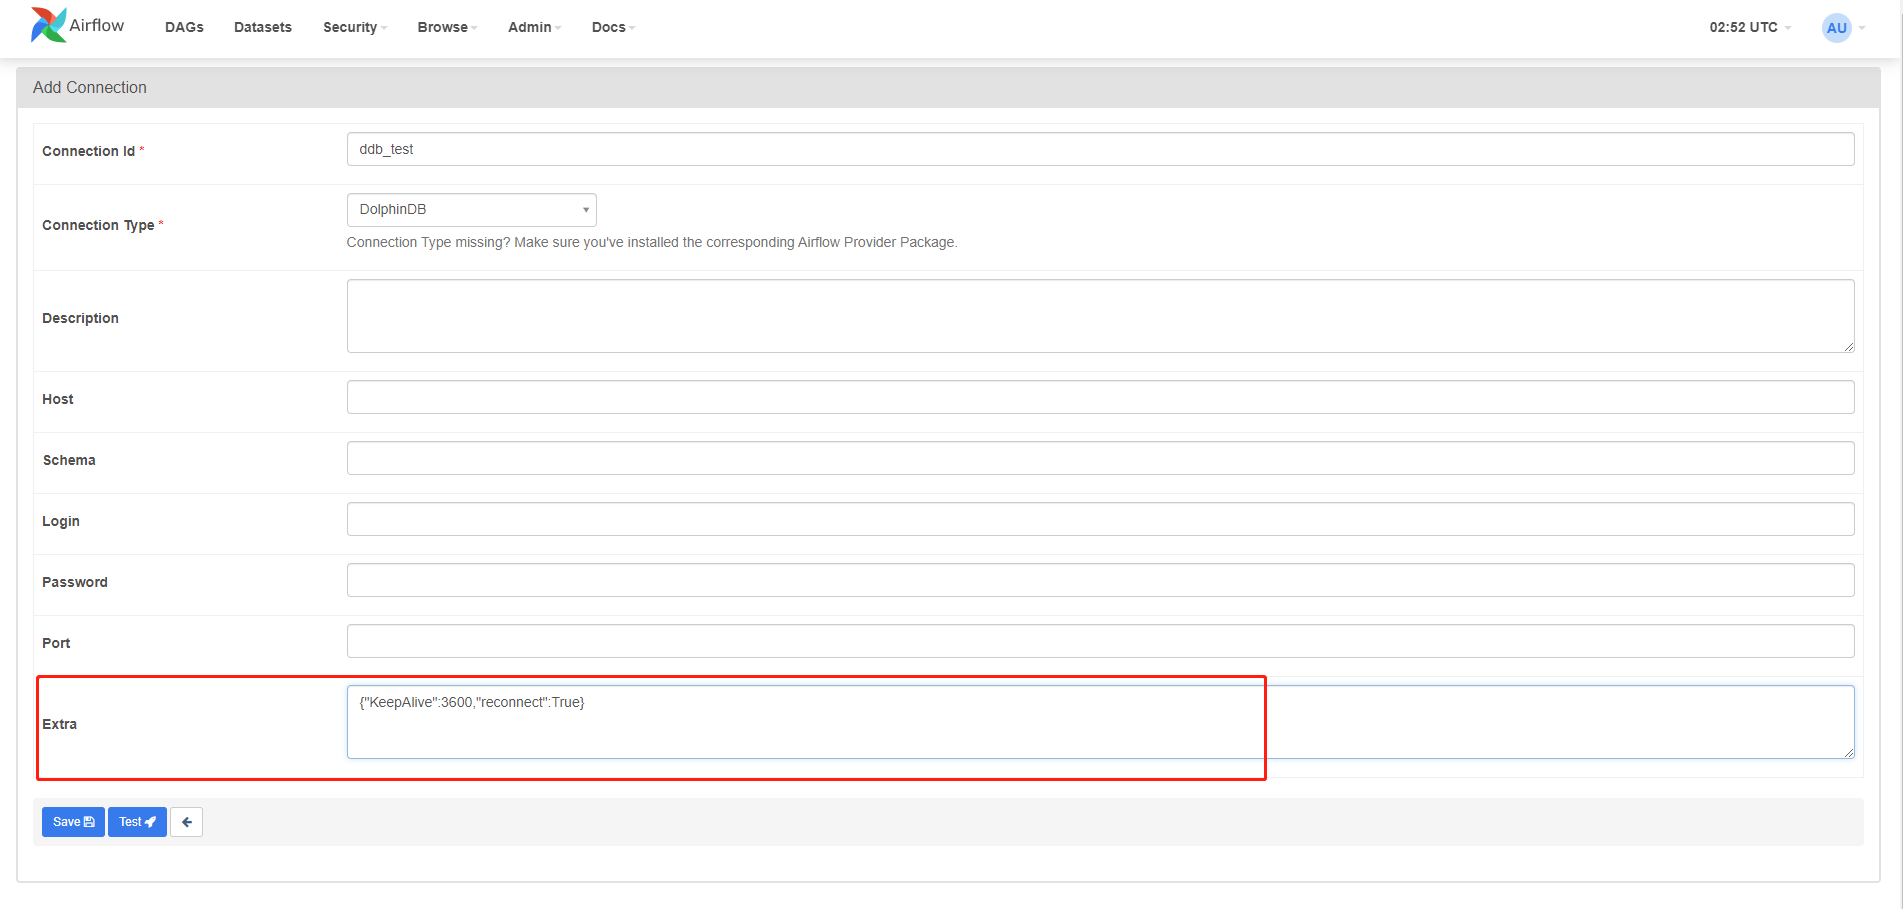 Airflow DAGs Datasets Security Browse Admin Docs 02:52 UTC AU
Add Connection
Connection Id * ddb_test
Connection Type * DolphinDB
Connection Type missing? Make sure you've installed the corresponding Airflow Provider Package.
Description
Host
Schema
Login
Password
Port
Extra {"KeepAlive":3600,"reconnect":True}
Save Test